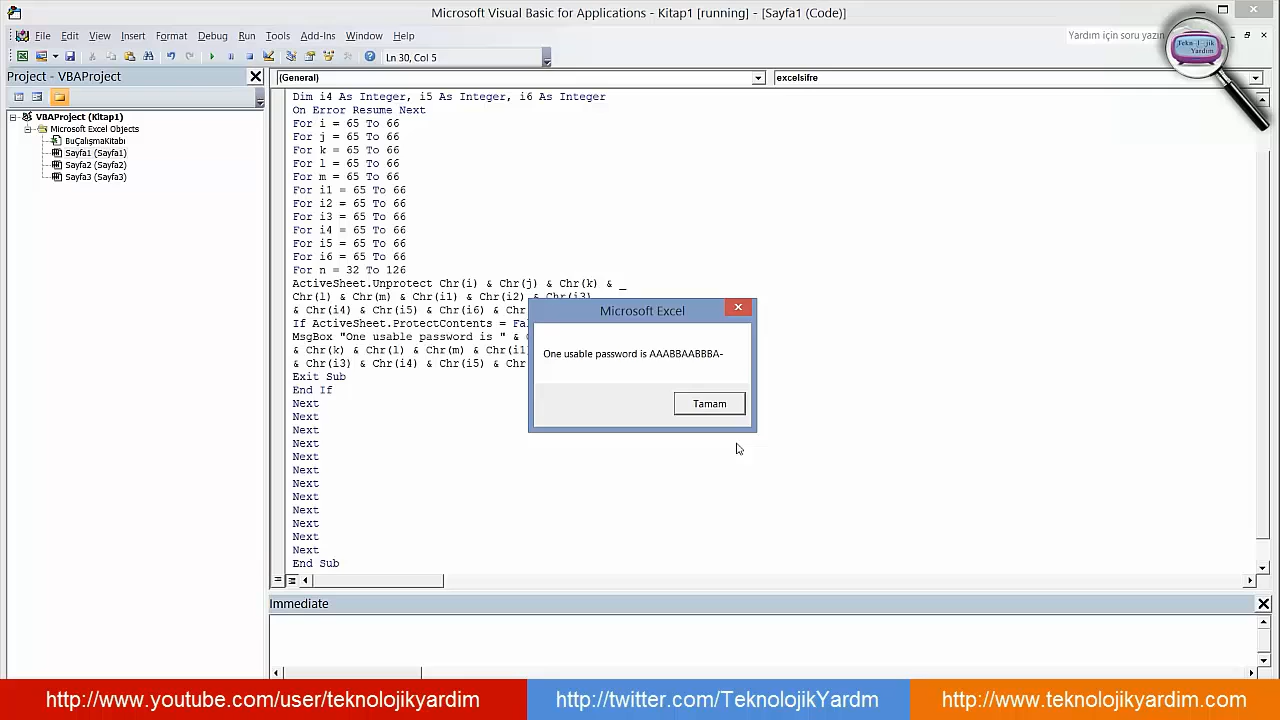 Microsoft Visual Basic for Applications - Kitap1 [running] - [Sayfa1 (Code)]
File Edit View Insert Format Debug Run Tools Add-Ins Window Help
Yardım için soru yazın
Tekn
jik
Yardım
Ln 30, Col 5
Project - VBAProject
(General)
excelsifre
VBAProject (Kitap1)
Microsoft Excel Objects
BuÇalışmaKitabı
Sayfa1 (Sayfa1)
Sayfa2 (Sayfa2)
Sayfa3 (Sayfa3)
Dim i4 As Integer, i5 As Integer, i6 As Integer
On Error Resume Next
For i = 65 To 66
For j = 65 To 66
For k = 65 To 66
For l = 65 To 66
For m = 65 To 66
For i1 = 65 To 66
For i2 = 65 To 66
For i3 = 65 To 66
For i4 = 65 To 66
For i5 = 65 To 66
For i6 = 65 To 66
For n = 32 To 126
ActiveSheet.Unprotect Chr(i) & Chr(j) & Chr(k) & _
Chr(l) & Chr(m) & Chr(i1) & Chr(i2) & Chr(i3)
& Chr(i4) & Chr(i5) & Chr(i6) & Chr
If ActiveSheet.ProtectContents = Fal
MsgBox "One usable password is " &
& Chr(k) & Chr(l) & Chr(m) & Chr(i1)
& Chr(i3) & Chr(i4) & Chr(i5) & Chr
Exit Sub
End If
Next
Next
Next
Next
Next
Next
Next
Next
Next
Next
Next
Next
End Sub
Microsoft Excel
One usable password is AAABBAABBBA-
Tamam
Immediate
http://www.youtube.com/user/teknolojikyardim
http://twitter.com/TeknolojikYardm
http://www.teknolojikyardim.com